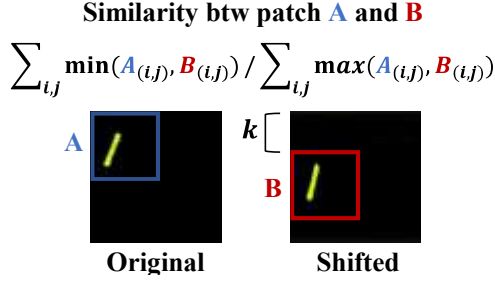 Similarity btw patch A and B
∑i,j min(A(i,j), B(i,j)) / ∑i,j max(A(i,j), B(i,j))
A
k
B
Original Shifted